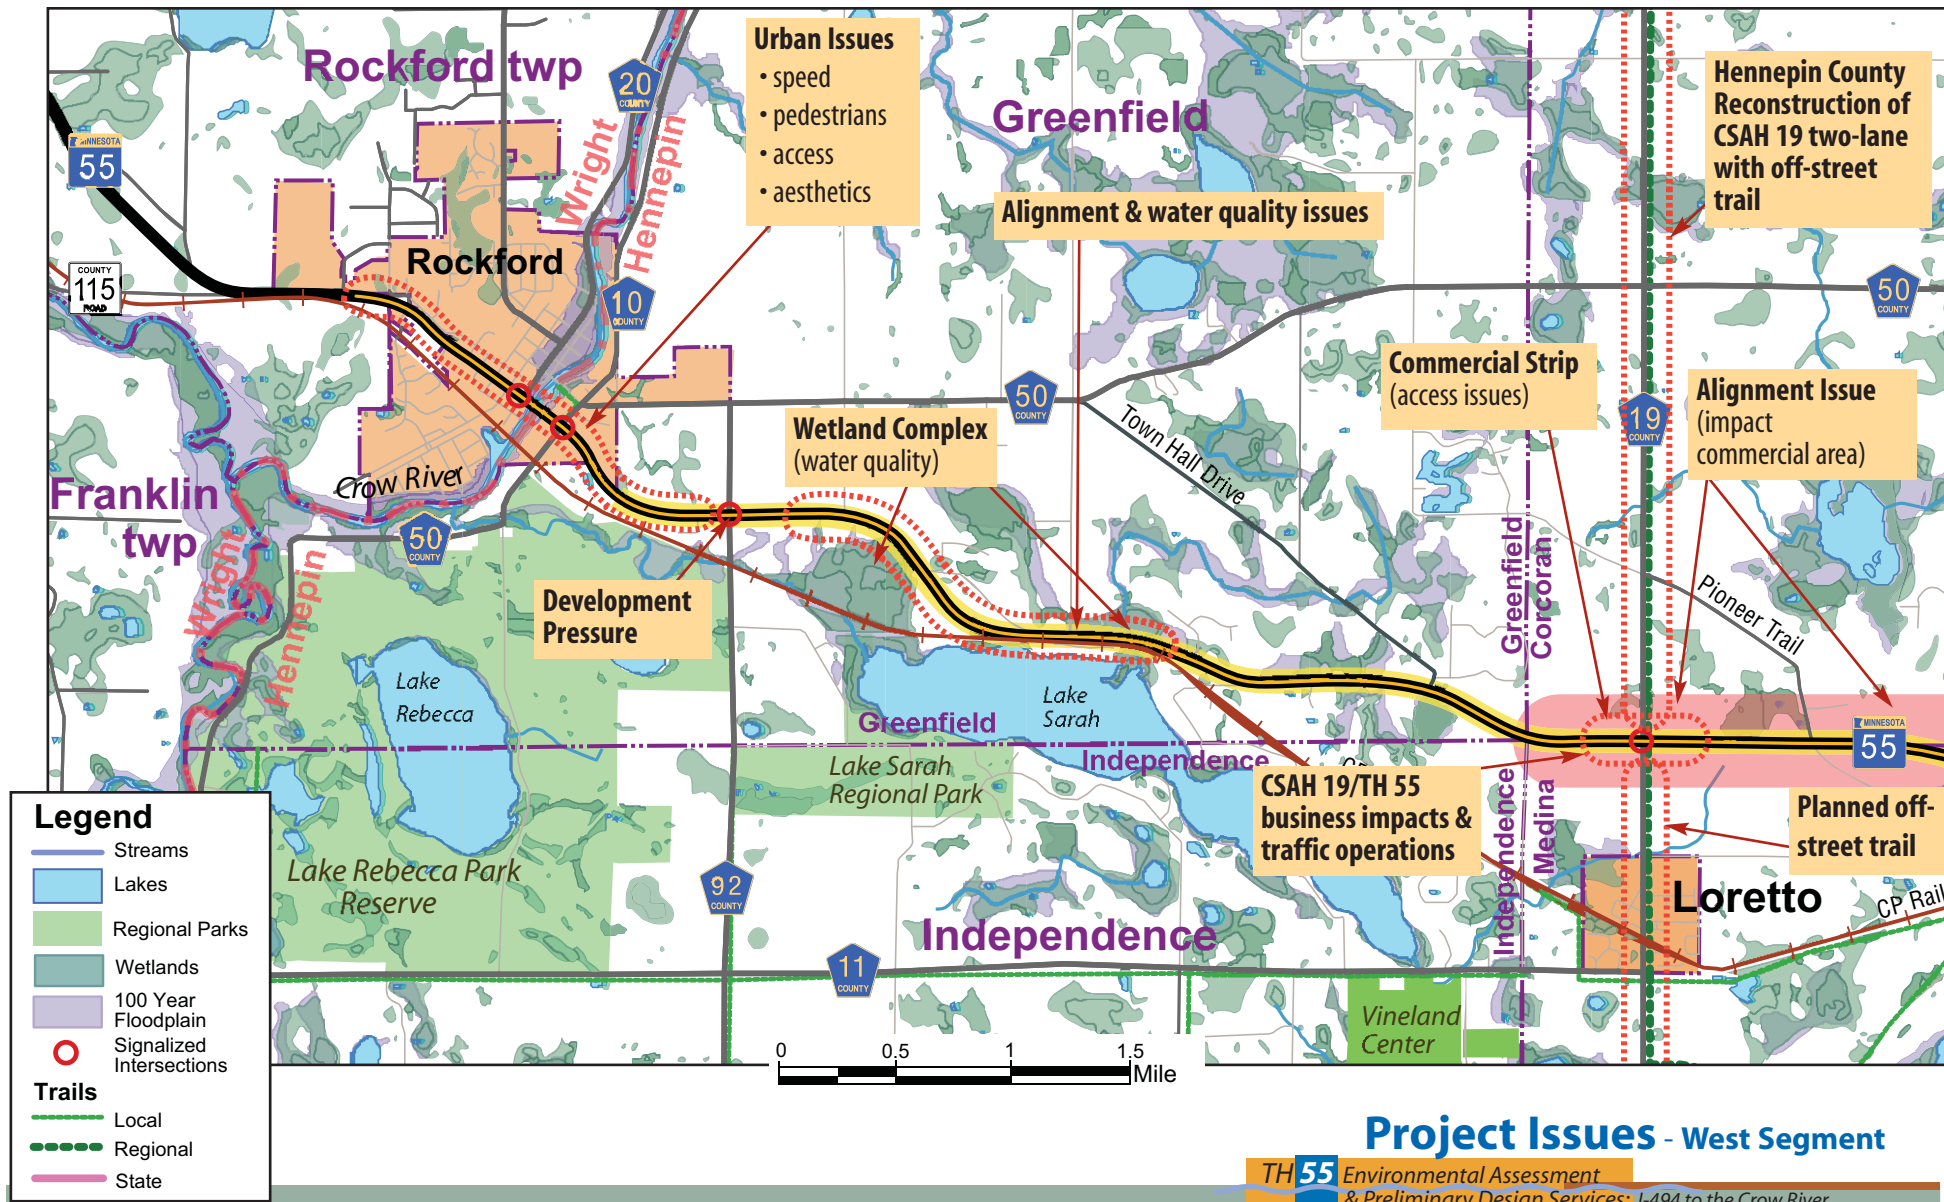 Rockford twp
Urban Issues
• speed
• pedestrians
• access
• aesthetics
Greenfield
Hennepin County
Reconstruction of
CSAH 19 two-lane
with off-street
trail
20
COUNTY
MINNESOTA
55
Wright
Hennepin
Alignment & water quality issues
Rockford
COUNTY
115
ROAD
10
COUNTY
50
COUNTY
Commercial Strip
(access issues)
Alignment Issue
(impact
commercial area)
50
COUNTY
19
COUNTY
Wetland Complex
(water quality)
Town Hall Drive
Crow River
Franklin
twp
50
COUNTY
Wright
Hennepin
Greenfield
Corcoran
Pioneer Trail
Development
Pressure
Lake
Rebecca
Lake
Sarah
Greenfield
Independence
MINNESOTA
55
Lake Sarah
Regional Park
CSAH 19/TH 55
business impacts &
traffic operations
Independence
Medina
Planned off-
street trail
Lake Rebecca Park
Reserve
92
COUNTY
Loretto
CP Rail
Independence
11
COUNTY
Vineland
Center
Legend
Streams
Lakes
Regional Parks
Wetlands
100 Year
Floodplain
Signalized
Intersections
Trails
Local
Regional
State
0 0.5 1 1.5
Mile
Project Issues - West Segment
TH 55 Environmental Assessment
& Preliminary Design Services: I-494 to the Crow River